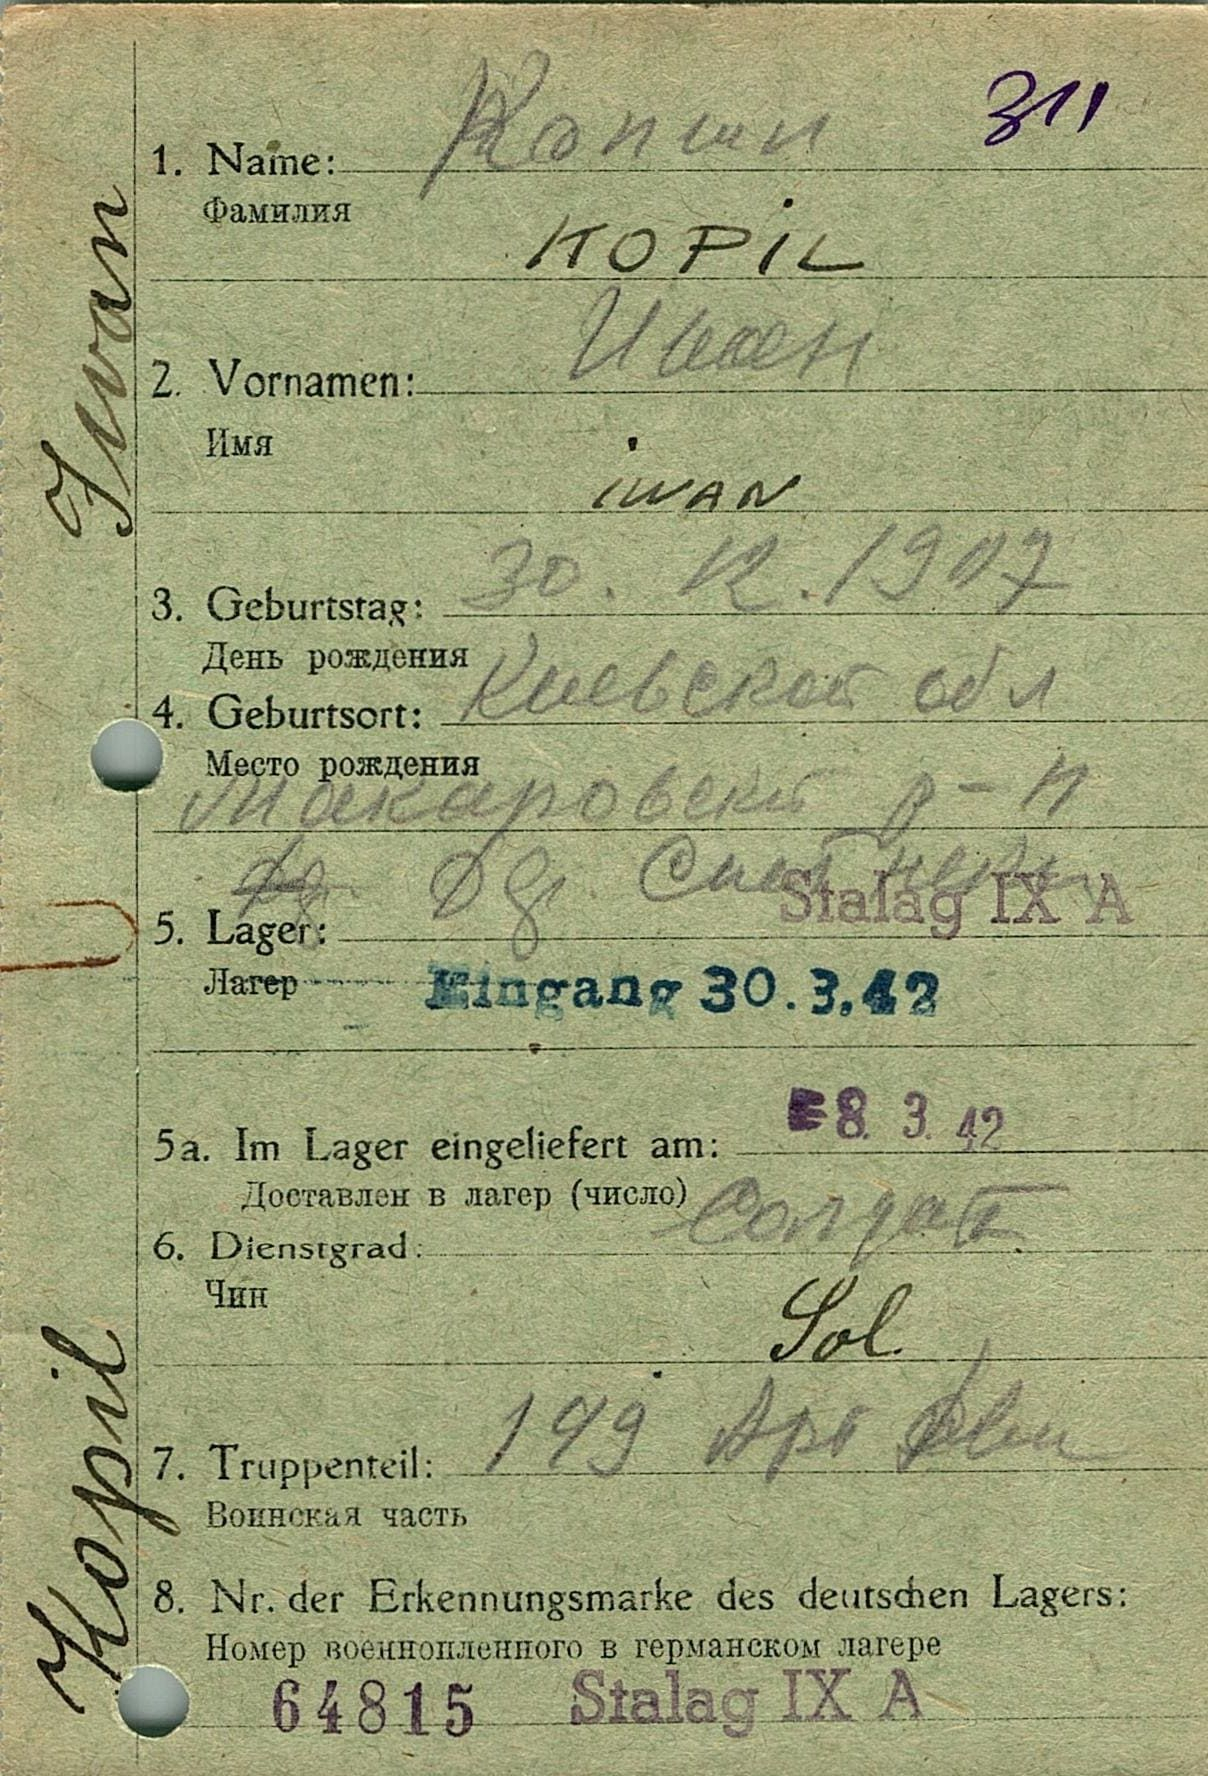 311
1. Name: Копил
Фамилия
KOPiL
Иван
2. Vornamen:
Имя
iWAN
30. 12. 1907
3. Geburtstag:
День рождения
Киевской обл
4. Geburtsort:
Место рождения
Макаровский р-н
Stalag IX A
5. Lager:
Лагер
Eingang 30.3.42
8. 3. 42
5a. Im Lager eingeliefert am:
Доставлен в лагер (число)
Солдат
6. Dienstgrad:
Чин
Sol.
7. Truppenteil: 149
Воинская часть
8. Nr. der Erkennungsmarke des deutschen Lagers:
Номер военнопленного в германском лагере
64815 Stalag IX A
Kopil Iwan